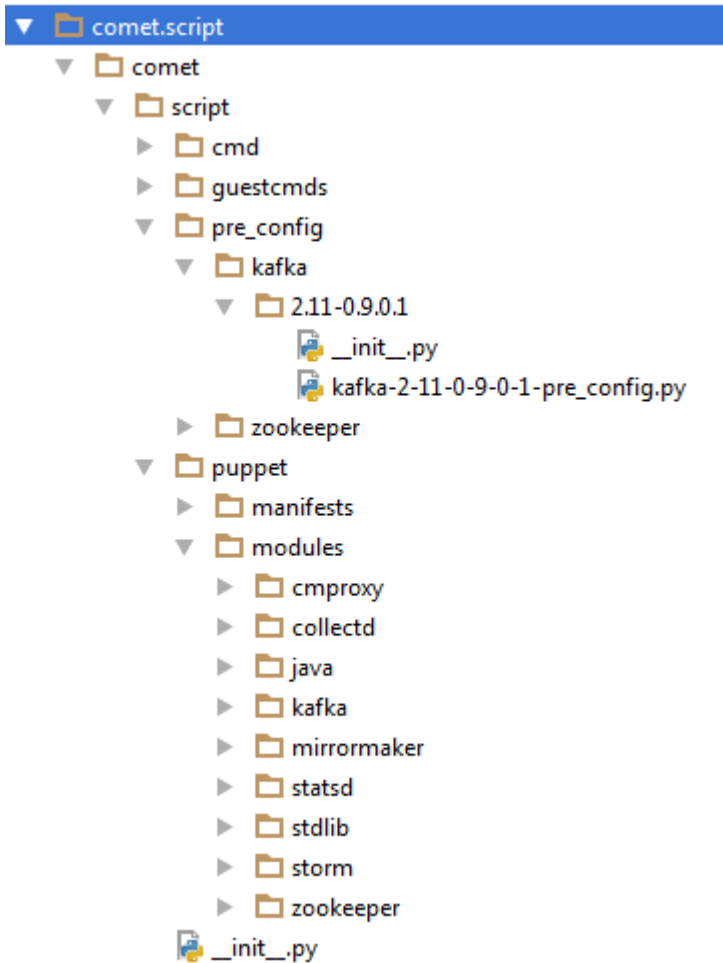 comet.script
comet
script
cmd
guestcmds
pre_config
kafka
2.11-0.9.0.1
__init__.py
kafka-2-11-0-9-0-1-pre_config.py
zookeeper
puppet
manifests
modules
cmproxy
collectd
java
kafka
mirrormaker
statsd
stdlib
storm
zookeeper
__init__.py